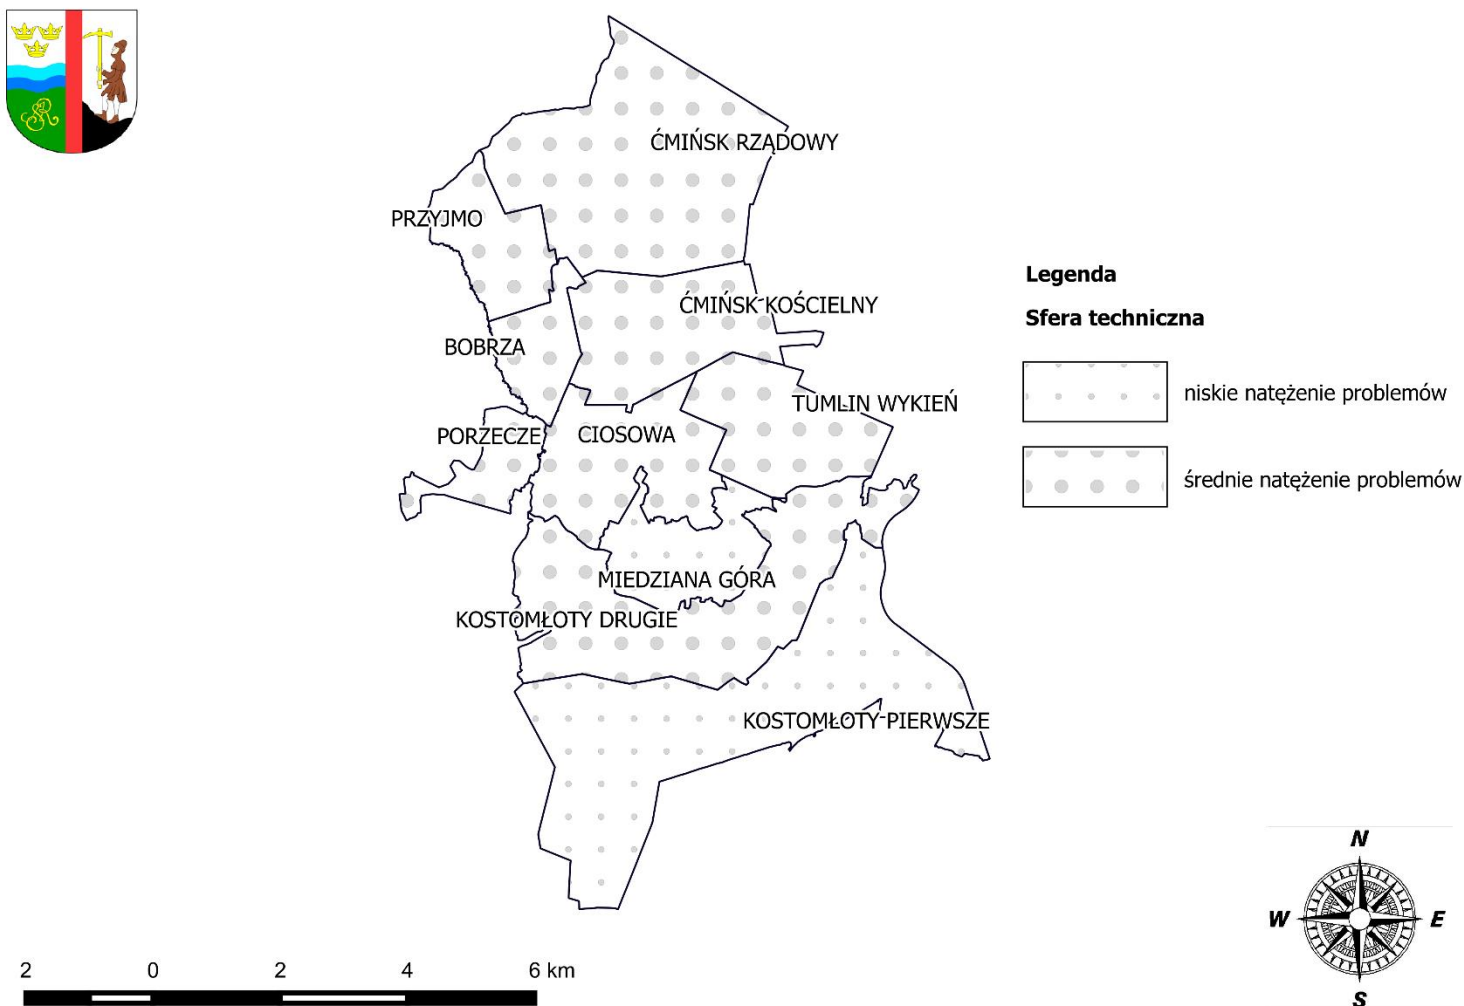 ĆMIŃSK RZĄDOWY
PRZYJMO
ĆMIŃSK KOŚCIELNY
BOBRZA
TUMLIN WYKIEŃ
PORZECZE
CIOSOWA
MIEDZIANA GÓRA
KOSTOMŁOTY DRUGIE
KOSTOMŁOTY PIERWSZE
Legenda
Sfera techniczna
niskie natężenie problemów
średnie natężenie problemów
N
W E
S
2 0 2 4 6 km